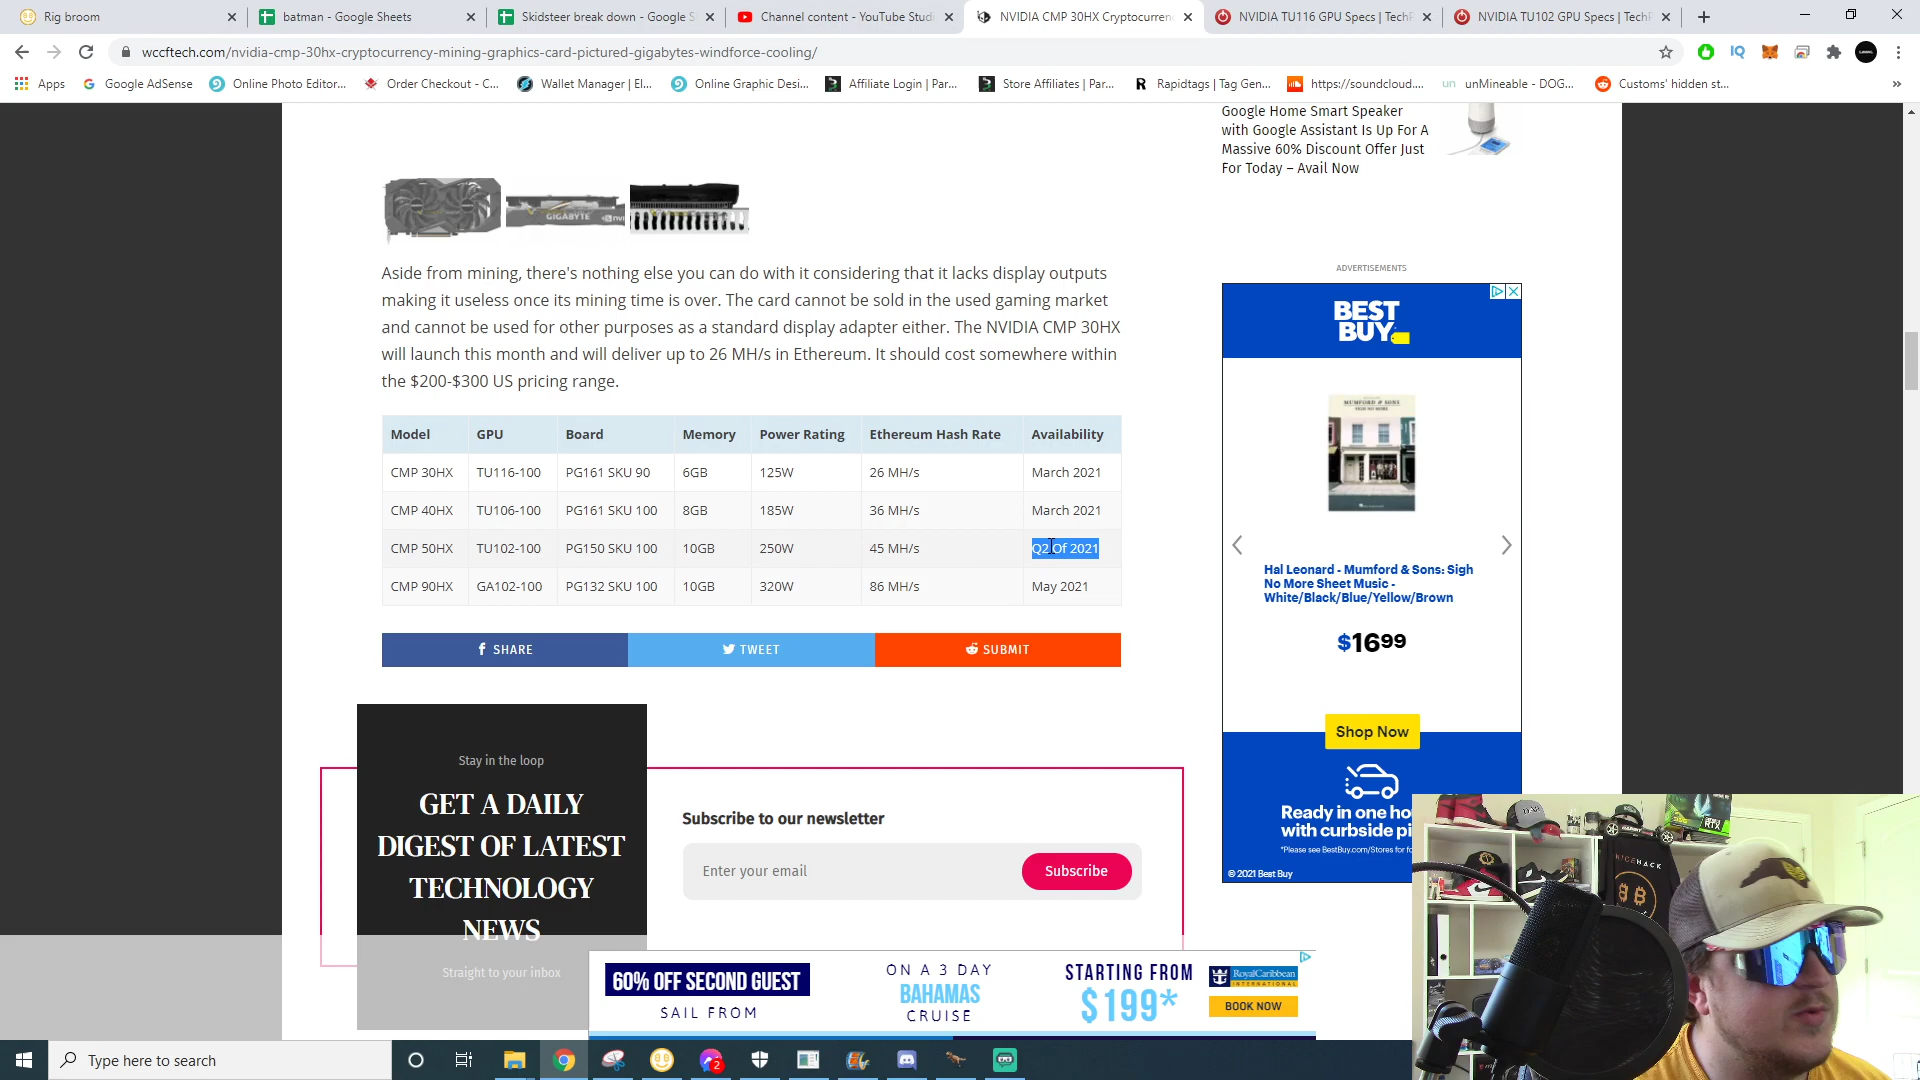 Rig broom
batman - Google Sheets
Skidsteer break down - Google S
Channel content - YouTube Studi
NVIDIA CMP 30HX Cryptocurren
NVIDIA TU116 GPU Specs | TechP
NVIDIA TU102 GPU Specs | TechP
wccftech.com/nvidia-cmp-30hx-cryptocurrency-mining-graphics-card-pictured-gigabytes-windforce-cooling/
Apps
Google AdSense
Online Photo Editor...
Order Checkout - C...
Wallet Manager | El...
Online Graphic Desi...
Affiliate Login | Par...
Store Affiliates | Par...
Rapidtags | Tag Gen...
https://soundcloud....
unMineable - DOG...
Customs' hidden st...
Google Home Smart Speaker
with Google Assistant Is Up For A
Massive 60% Discount Offer Just
For Today – Avail Now
GIGABYTE
Aside from mining, there's nothing else you can do with it considering that it lacks display outputs
making it useless once its mining time is over. The card cannot be sold in the used gaming market
and cannot be used for other purposes as a standard display adapter either. The NVIDIA CMP 30HX
will launch this month and will deliver up to 26 MH/s in Ethereum. It should cost somewhere within
the $200-$300 US pricing range.
Model GPU Board Memory Power Rating Ethereum Hash Rate Availability
CMP 30HX TU116-100 PG161 SKU 90 6GB 125W 26 MH/s March 2021
CMP 40HX TU106-100 PG161 SKU 100 8GB 185W 36 MH/s March 2021
CMP 50HX TU102-100 PG150 SKU 100 10GB 250W 45 MH/s Q2 Of 2021
CMP 90HX GA102-100 PG132 SKU 100 10GB 320W 86 MH/s May 2021
SHARE
TWEET
SUBMIT
Stay in the loop
GET A DAILY
DIGEST OF LATEST
TECHNOLOGY
NEWS
Straight to your inbox
Subscribe to our newsletter
Enter your email
Subscribe
ADVERTISEMENTS
BEST
BUY
MUMFORD & SONS
Hal Leonard - Mumford & Sons: Sigh
No More Sheet Music -
White/Black/Blue/Yellow/Brown
$1699
Shop Now
Ready in one ho
with curbside pi
*Please see BestBuy.com/Stores for fo
© 2021 Best Buy
60% OFF SECOND GUEST
SAIL FROM
ON A 3 DAY
BAHAMAS
CRUISE
STARTING FROM
$199*
RoyalCaribbean
INTERNATIONAL
BOOK NOW
NICEHACK
RTX
Type here to search
2